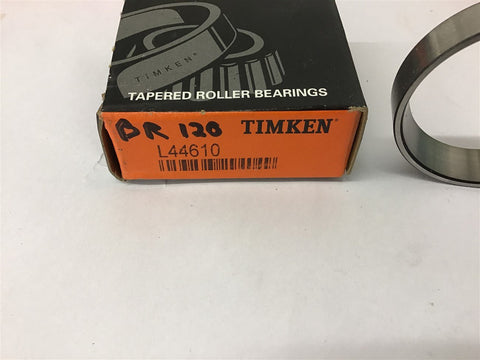 TIMKEN®
TAPERED ROLLER BEARINGS
BR 120 TIMKEN®
L44610